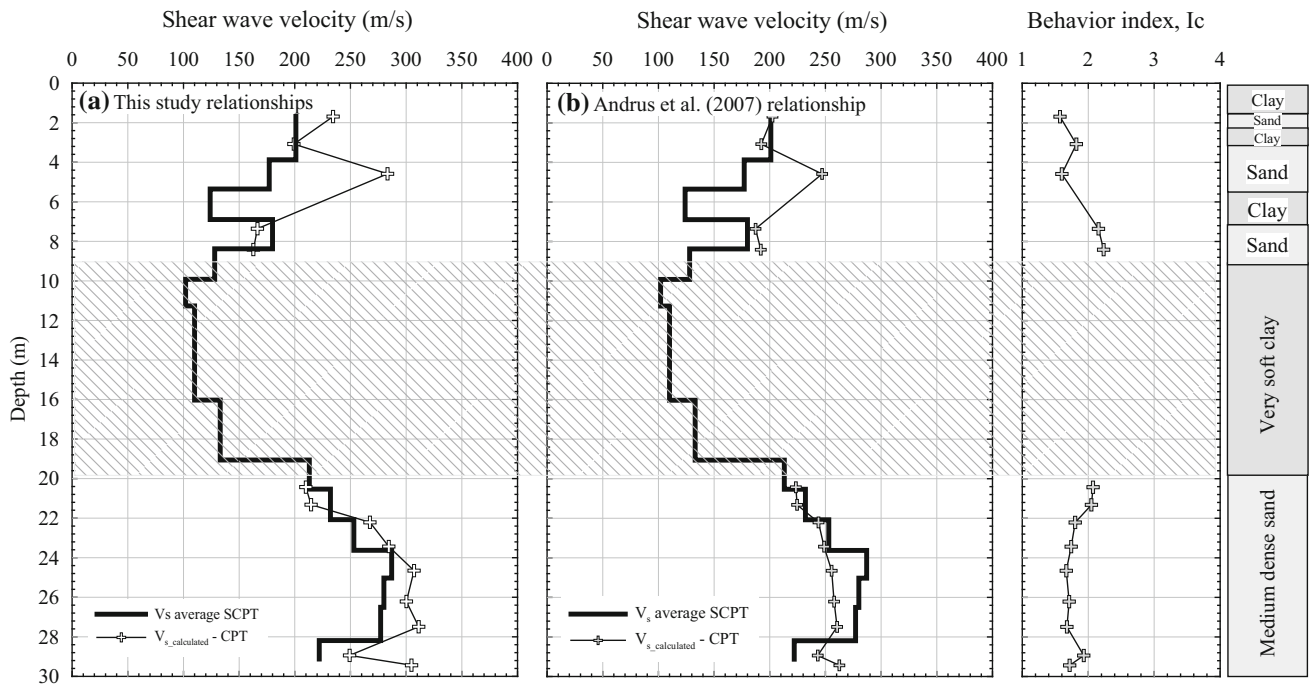 Shear wave velocity (m/s)
Shear wave velocity (m/s)
Behavior index, Ic
0 50 100 150 200 250 300 350 400
0 50 100 150 200 250 300 350 400
1 2 3 4
(a) This study relationships
(b) Andrus et al. (2007) relationship
Depth (m)
0
2
4
6
8
10
12
14
16
18
20
22
24
26
28
30
Vs average SCPT
Vs_calculated - CPT
Vs average SCPT
Vs_calculated - CPT
Clay
Sand
Clay
Sand
Clay
Sand
Very soft clay
Medium dense sand